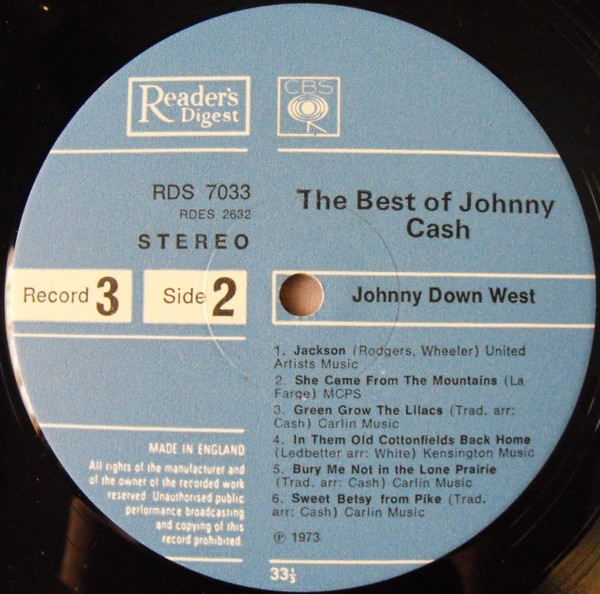 Reader's
Digest
CBS
RDS 7033
RDES 2632
STEREO
The Best of Johnny
Cash
Record 3
Side 2
Johnny Down West
1. Jackson (Rodgers, Wheeler) United
Artists Music
2. She Came From The Mountains (La
Farge) MCPS
3. Green Grow The Lilacs (Trad. arr:
Cash) Carlin Music
4. In Them Old Cottonfields Back Home
(Ledbetter arr: White) Kensington Music
5. Bury Me Not in the Lone Prairie
(Trad. arr: Cash) Carlin Music
6. Sweet Betsy from Pike (Trad.
arr: Cash) Carlin Music
℗ 1973
MADE IN ENGLAND
All rights of the manufacturer and
of the owner of the recorded work
reserved. Unauthorised public
performance broadcasting
and copying of this
record prohibited.
33⅓